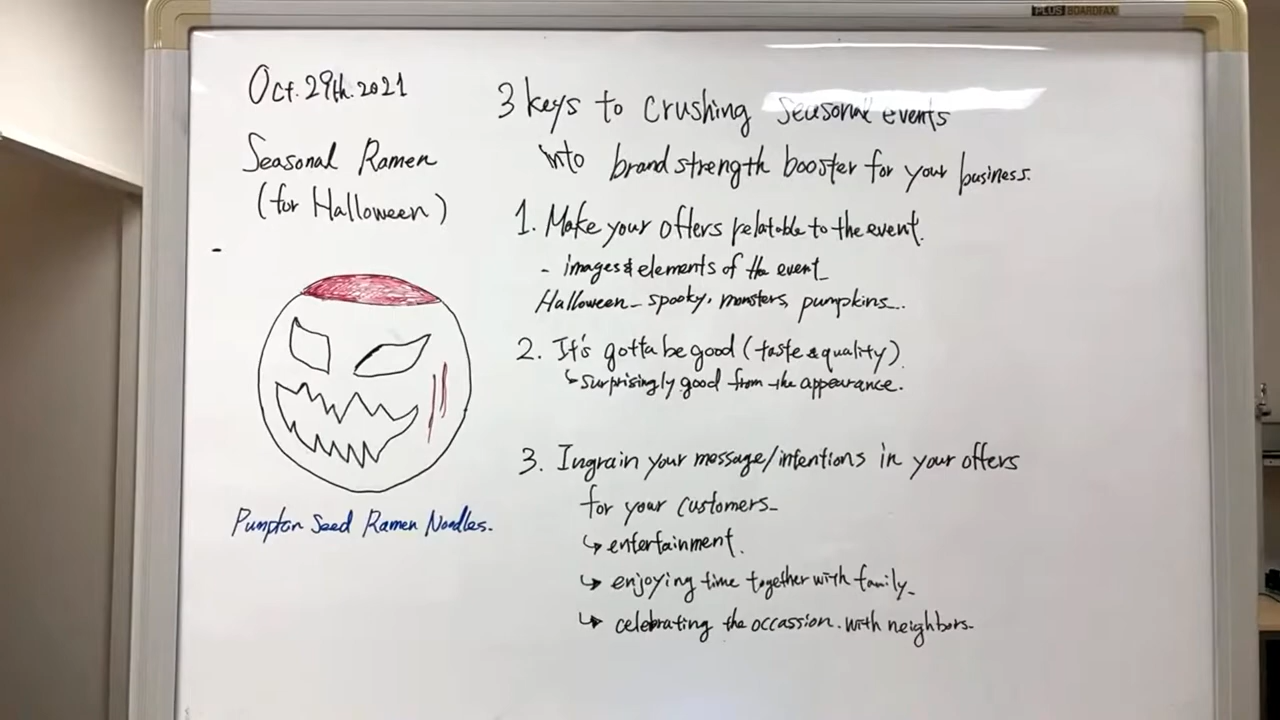 PLUS BOARDFAX
Oct. 29th. 2021
Seasonal Ramen
(for Halloween)
Pumpkin Seed Ramen Noodles.
3 keys to crushing seasonal events
into brand strength booster for your business.
1. Make your offers relatable to the event.
- images & elements of the event
Halloween - spooky, monsters, pumpkins...
2. It's gotta be good (taste & quality)
↳ surprisingly good from the appearance.
3. Ingrain your message/intentions in your offers
for your customers
↳ entertainment.
↳ enjoying time together with family
↳ celebrating the occassion. with neighbors